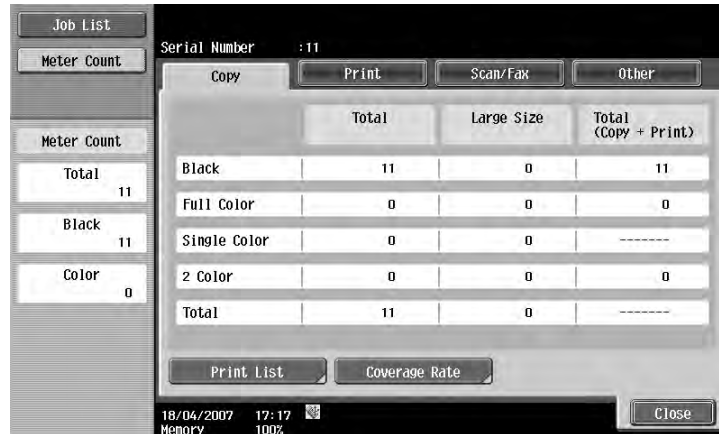 Job List
Meter Count
Meter Count
Total
11
Black
11
Color
0
Serial Number :11
Copy Print Scan/Fax Other
Total Large Size Total
(Copy + Print)
Black 11 0 11
Full Color 0 0 0
Single Color 0 0 -------
2 Color 0 0 0
Total 11 0 -------
Print List Coverage Rate
18/04/2007 17:17
Memory 100%
Close